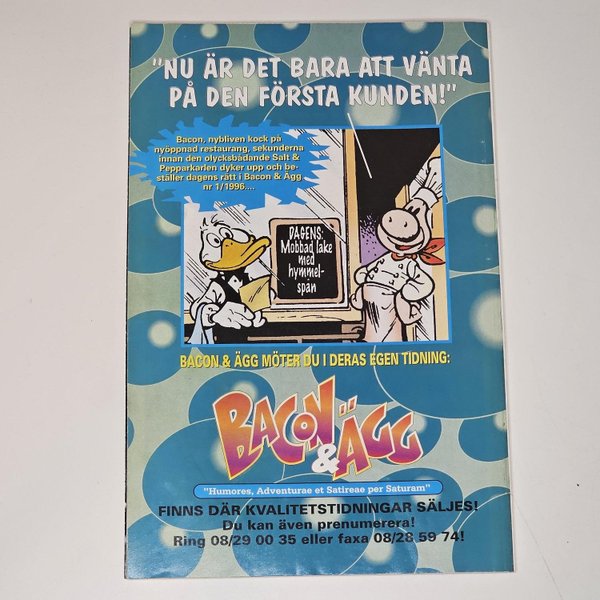 "NU ÄR DET BARA ATT VÄNTA
PÅ DEN FÖRSTA KUNDEN!"
Bacon, nybliven kock på
nyöppnad restaurang, sekunderna
innan den olycksbådande Salt &
Pepparkarlen dyker upp och be-
ställer dagens rätt i Bacon & Ägg
nr 1/1996....
DAGENS:
Mobbad lake
med
hymmel-
span
BACON & ÄGG MÖTER DU I DERAS EGEN TIDNING:
BACON
& ÄGG
"Humores, Adventurae et Satireae per Saturam"
FINNS DÄR KVALITETSTIDNINGAR SÄLJES!
Du kan även prenumerera!
Ring 08/29 00 35 eller faxa 08/28 59 74!